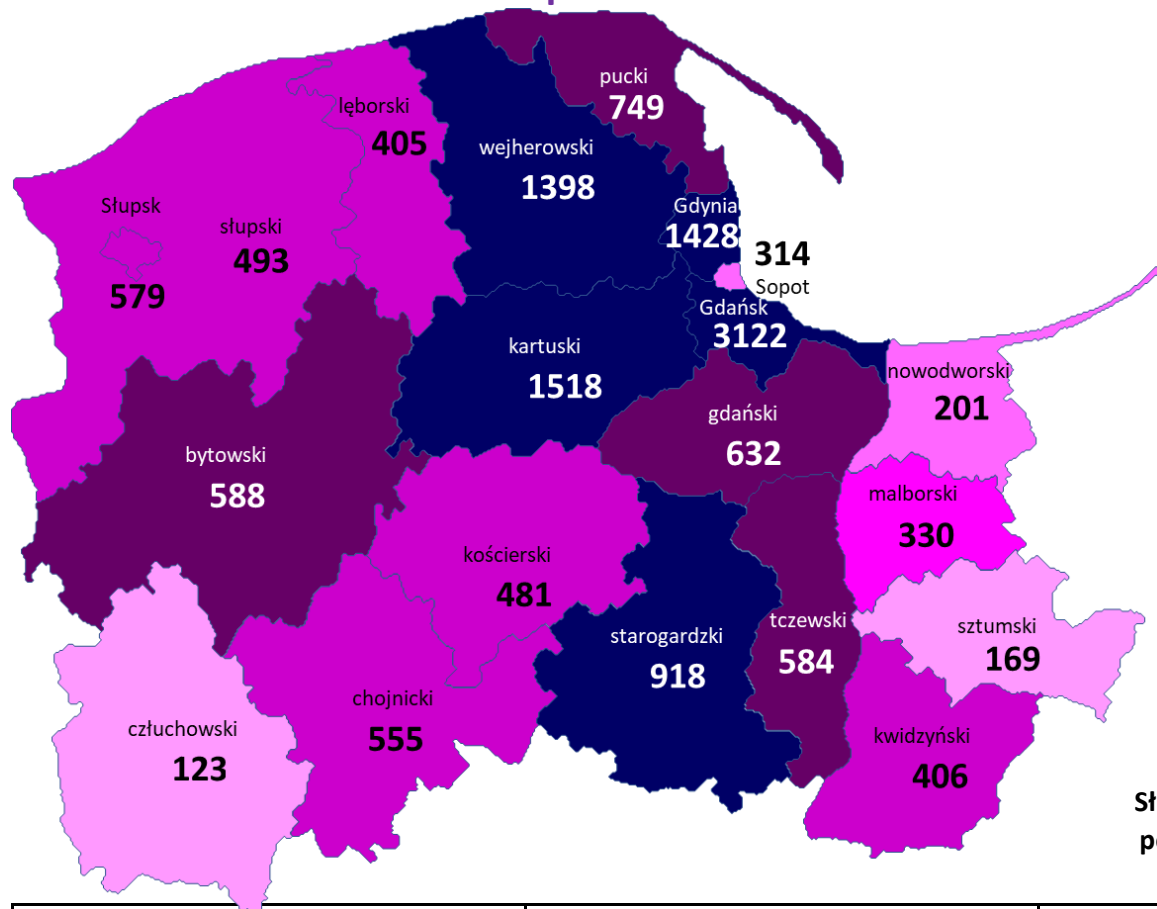 pucki
749
lęborski
405
wejherowski
1398
Słupsk
579
słupski
493
Gdynia
1428
314
Sopot
Gdańsk
3122
kartuski
1518
nowodworski
201
gdański
632
bytowski
588
malborski
330
kościerski
481
starogardzki
918
tczewski
584
sztumski
169
chojnicki
555
człuchowski
123
kwidzyński
406
Sł